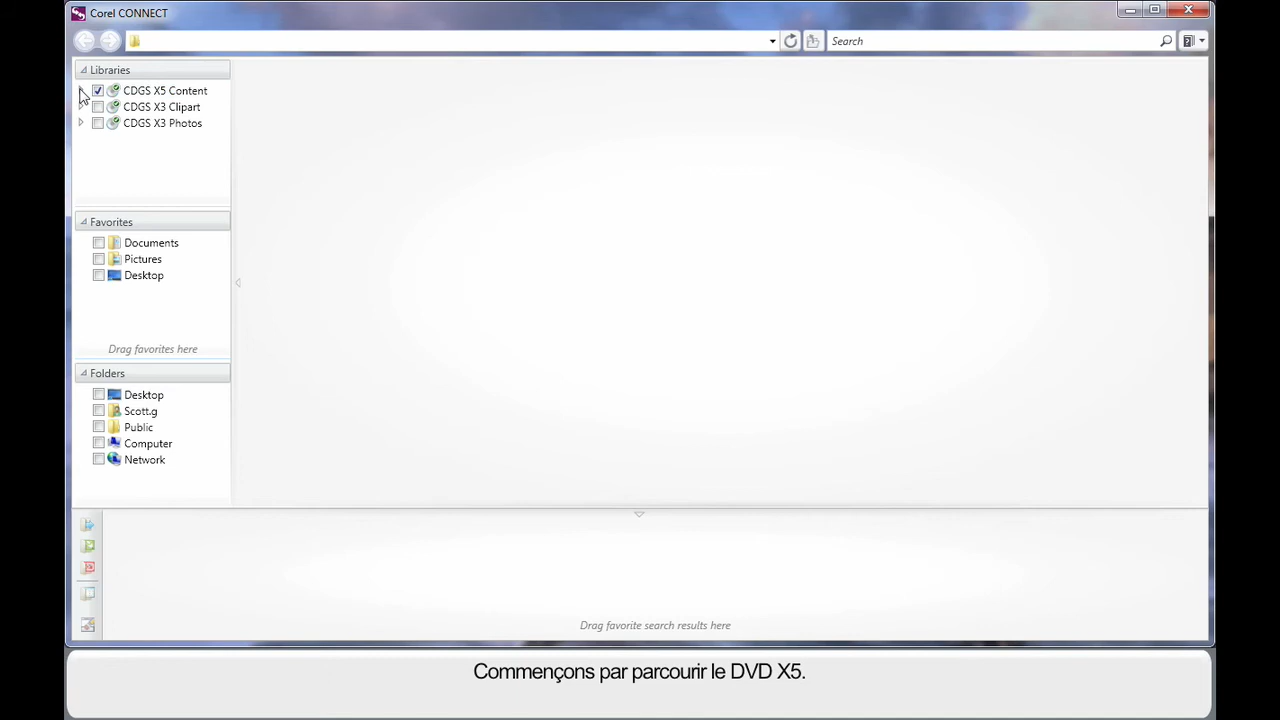 Corel CONNECT
Search
Libraries
CDGS X5 Content
CDGS X3 Clipart
CDGS X3 Photos
Favorites
Documents
Pictures
Desktop
Drag favorites here
Folders
Desktop
Scott.g
Public
Computer
Network
Drag favorite search results here
Commençons par parcourir le DVD X5.